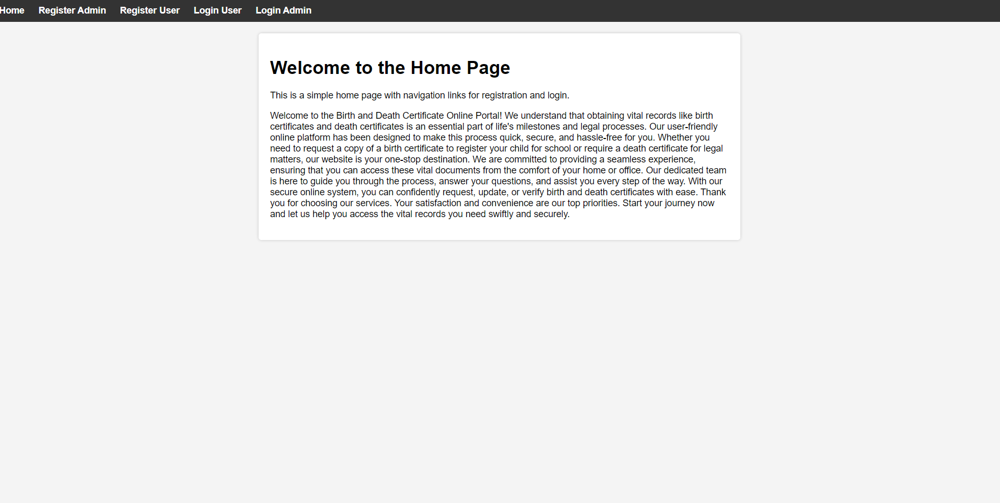 Home Register Admin Register User Login User Login Admin
Welcome to the Home Page
This is a simple home page with navigation links for registration and login.
Welcome to the Birth and Death Certificate Online Portal! We understand that obtaining vital records like birth
certificates and death certificates is an essential part of life's milestones and legal processes. Our user-friendly
online platform has been designed to make this process quick, secure, and hassle-free for you. Whether you
need to request a copy of a birth certificate to register your child for school or require a death certificate for legal
matters, our website is your one-stop destination. We are committed to providing a seamless experience,
ensuring that you can access these vital documents from the comfort of your home or office. Our dedicated team
is here to guide you through the process, answer your questions, and assist you every step of the way. With our
secure online system, you can confidently request, update, or verify birth and death certificates with ease. Thank
you for choosing our services. Your satisfaction and convenience are our top priorities. Start your journey now
and let us help you access the vital records you need swiftly and securely.